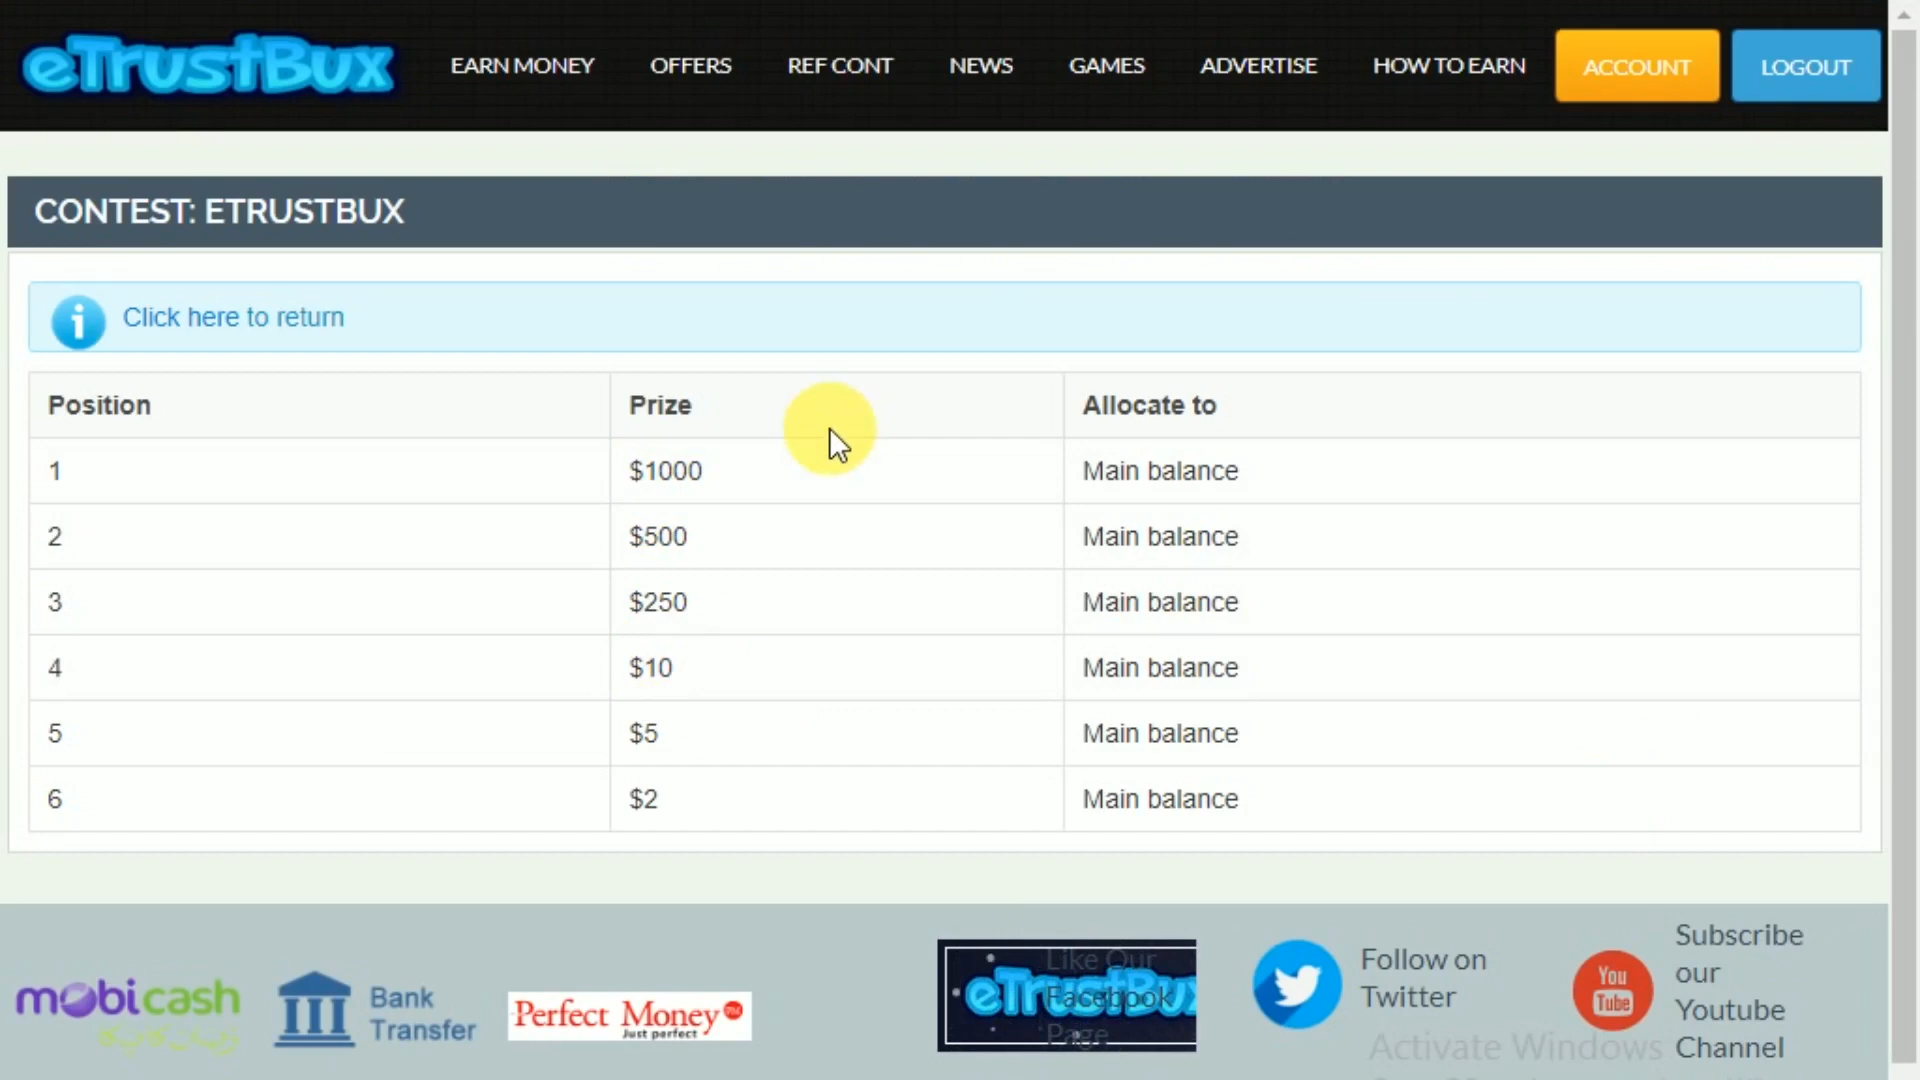 eTrustBux
EARN MONEY OFFERS REF CONT NEWS GAMES ADVERTISE HOW TO EARN ACCOUNT LOGOUT
CONTEST: ETRUSTBUX
i Click here to return
Position Prize Allocate to
1 $1000 Main balance
2 $500 Main balance
3 $250 Main balance
4 $10 Main balance
5 $5 Main balance
6 $2 Main balance
mobicash
Bank
Transfer
Perfect Money PM
Just perfect
eTrustBux
Like Our
Facebook
Page
Follow on
Twitter
You
Tube
Subscribe
our
Youtube
Channel
Activate Windows